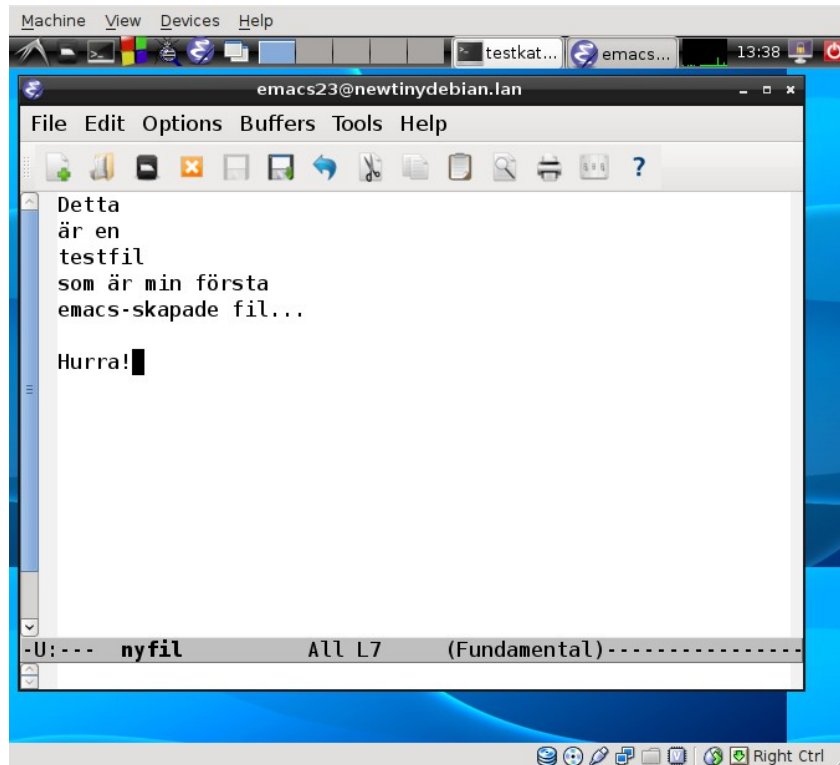 Machine View Devices Help
testkat... emacs... 13:38
emacs23@newtinydebian.lan
File Edit Options Buffers Tools Help
Detta
är en
testfil
som är min första
emacs-skapade fil...
Hurra!
-U:--- nyfil All L7 (Fundamental)----------------
Right Ctrl